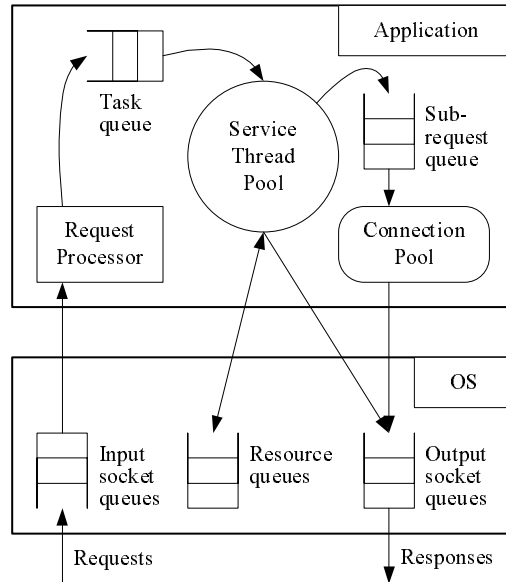 Application
Task
queue
Service
Thread
Pool
Sub-
request
queue
Request
Processor
Connection
Pool
OS
Input
socket
queues
Resource
queues
Output
socket
queues
Requests
Responses